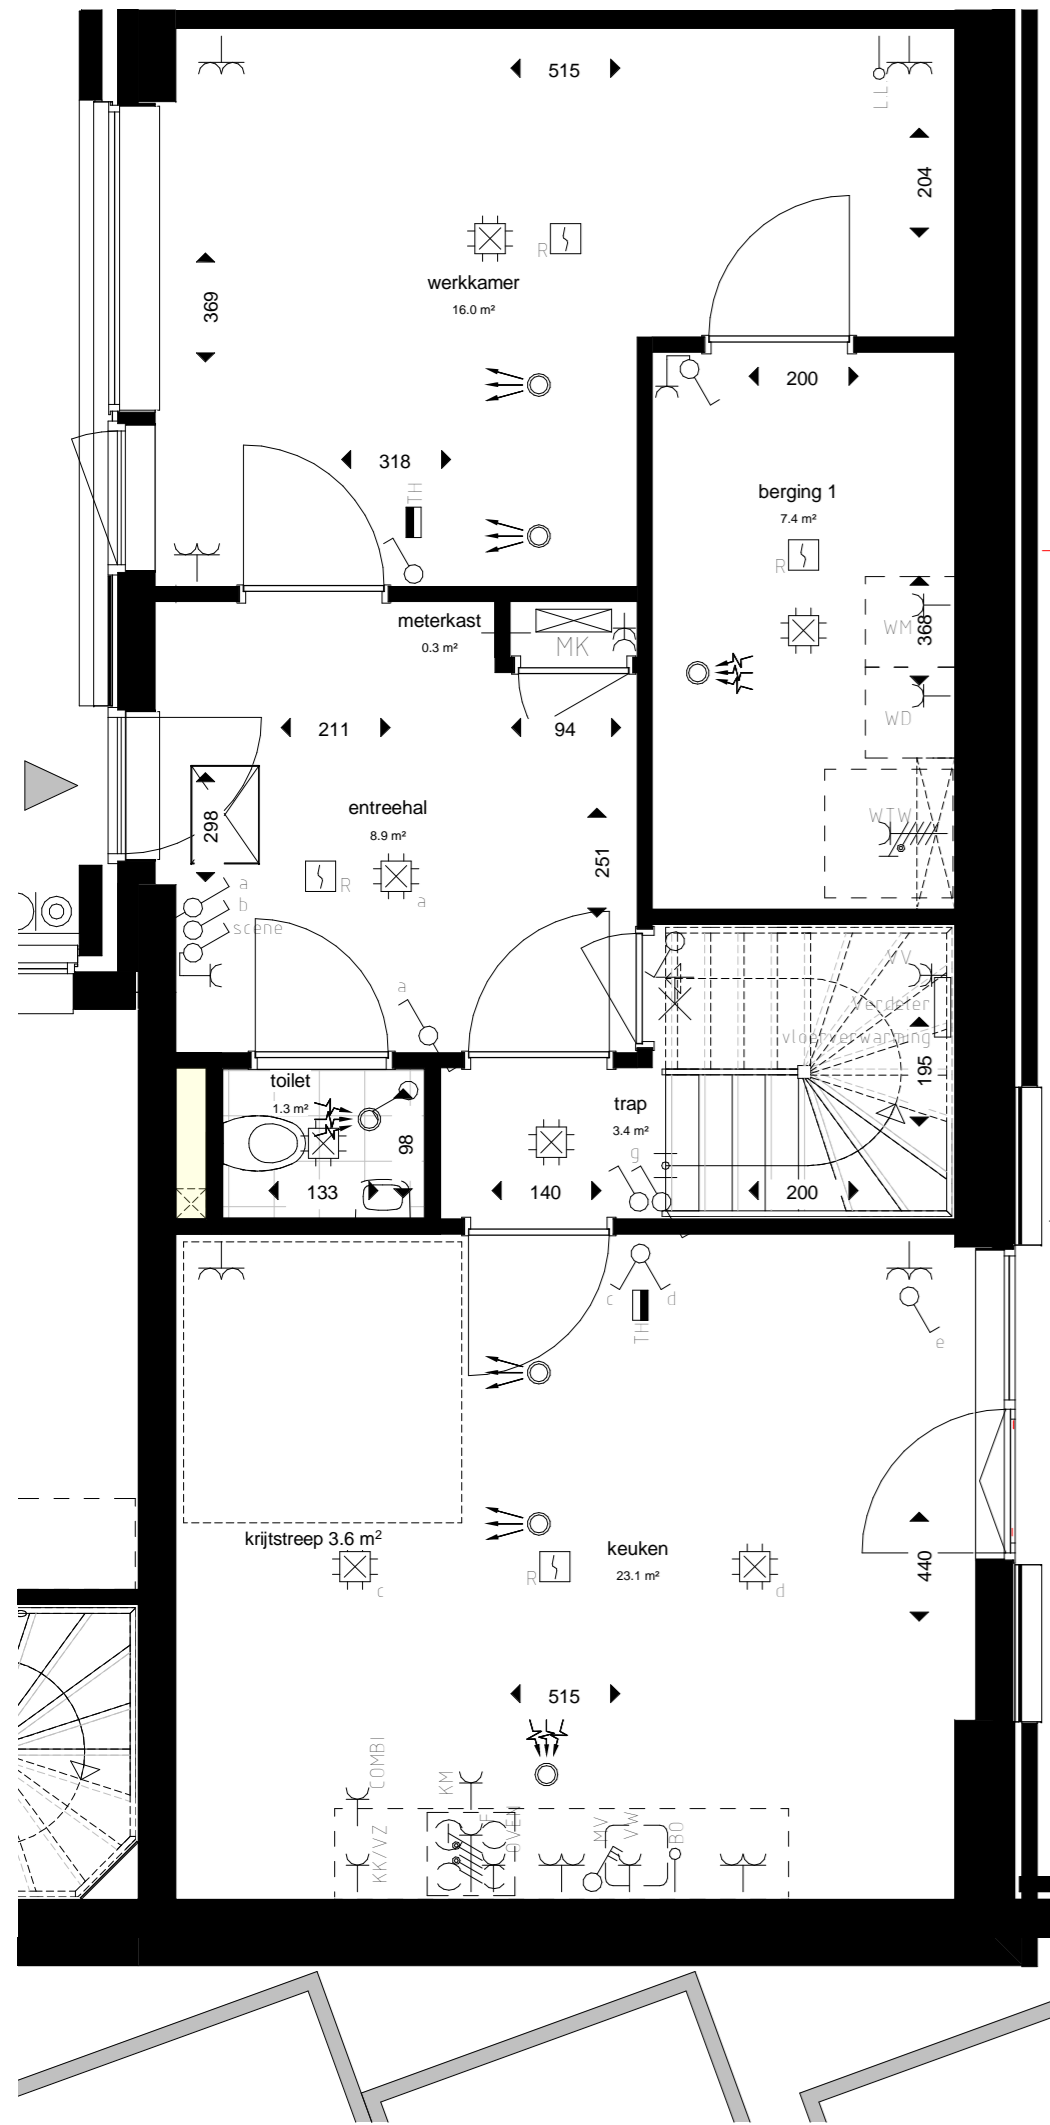 515
LL
204
R
werkkamer
16.0 m²
369
200
318
TH
berging 1
7.4 m²
R
meterkast
0.3 m²
MK
WM
368
WD
211
94
entreehal
8.9 m²
298
WTW
251
R
a
a
b
scene
a
VV
Verdeler
vloerverwarming
195
toilet
1.3 m²
trap
3.4 m²
g
98
133
140
200
c
d
TH
e
krijtstreep 3.6 m²
keuken
23.1 m²
R
c
d
440
515
COMBI
KM
KK/VZ
F
OVEN
MV
VW
BO